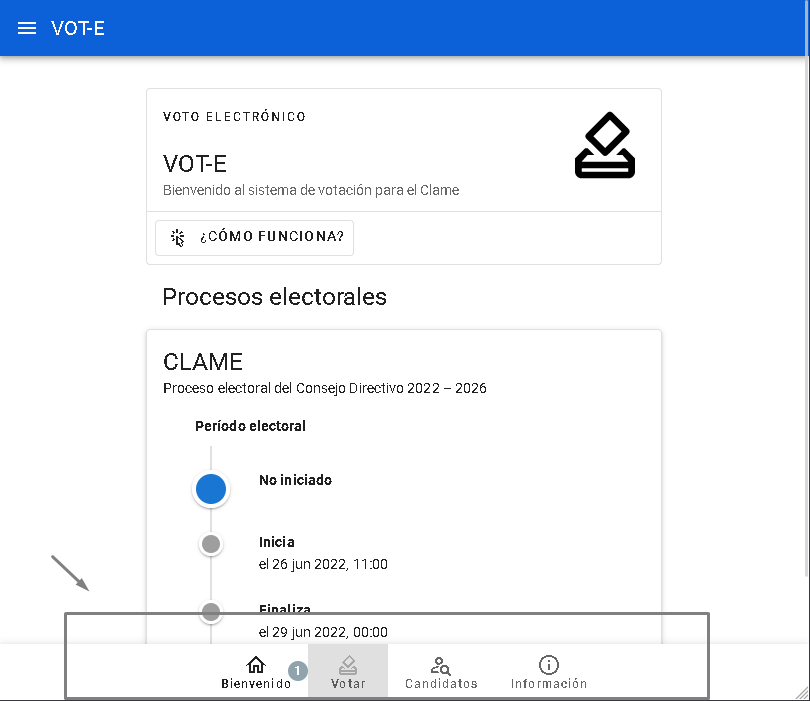 VOT-E
VOTO ELECTRÓNICO
VOT-E
Bienvenido al sistema de votación para el Clame
¿CÓMO FUNCIONA?
Procesos electorales
CLAME
Proceso electoral del Consejo Directivo 2022 – 2026
Período electoral
No iniciado
Inicia
el 26 jun 2022, 11:00
Finaliza
el 29 jun 2022, 00:00
Bienvenido 1 Votar Candidatos Información